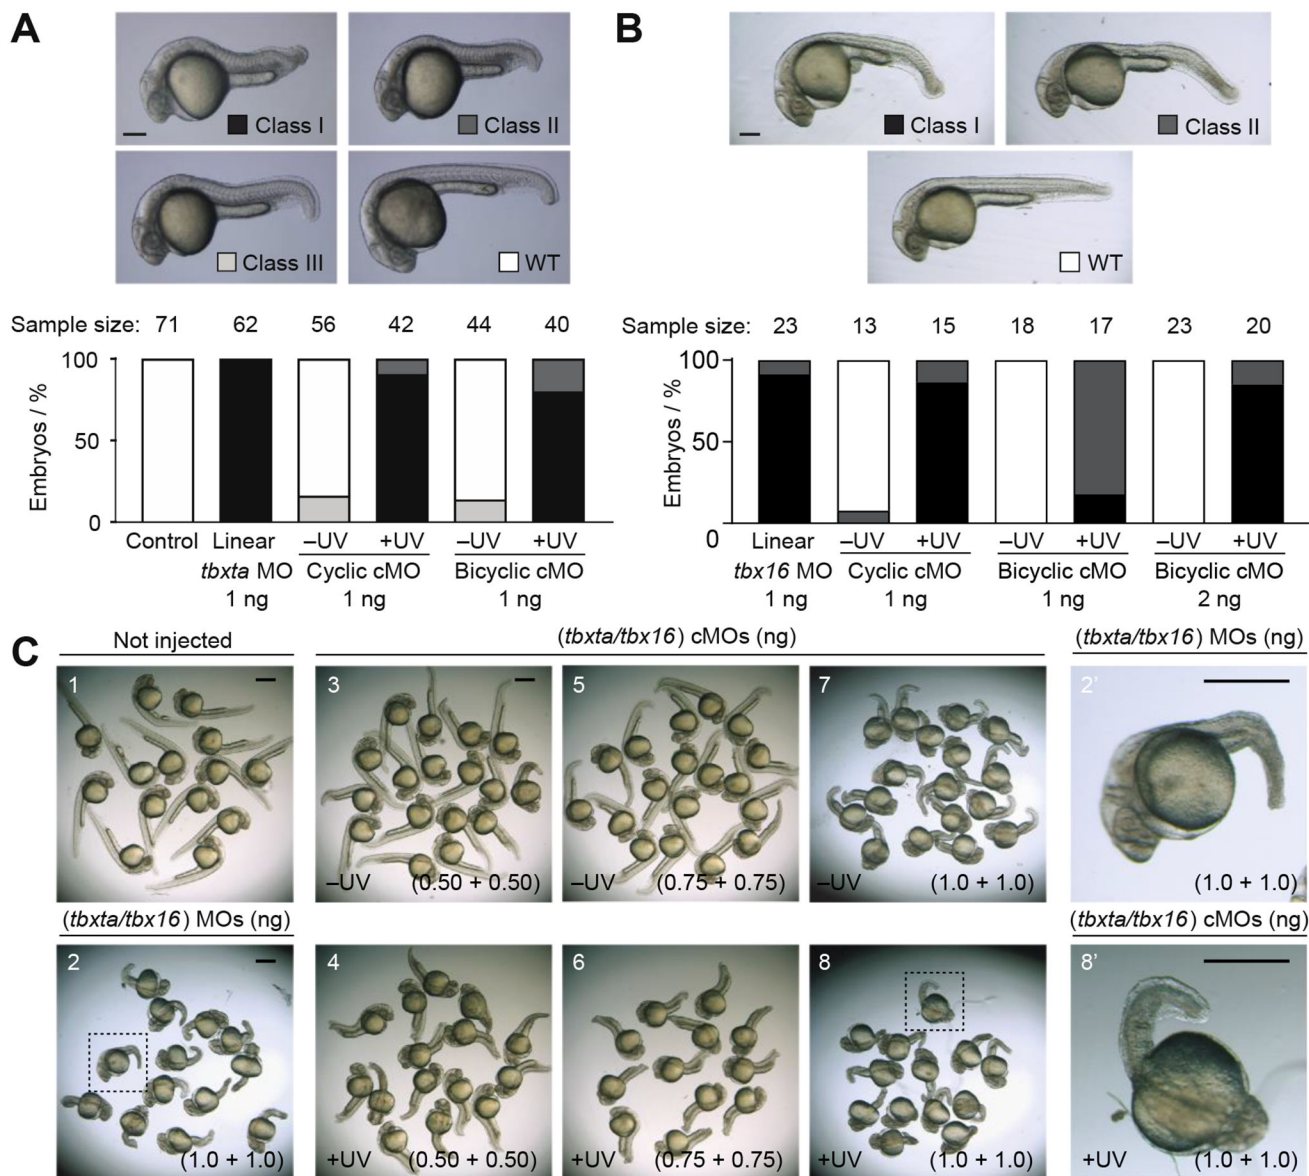 A
Class I
Class II
Class III
WT
Sample size: 71 62 56 42 44 40
Embryos / %
100
50
0
Control Linear –UV +UV –UV +UV
tbxta MO Cyclic cMO Bicyclic cMO
1 ng 1 ng 1 ng
B
Class I
Class II
WT
Sample size: 23 13 15 18 17 23 20
Embryos / %
100
50
0
Linear –UV +UV –UV +UV –UV +UV
tbx16 MO Cyclic cMO Bicyclic cMO Bicyclic cMO
1 ng 1 ng 1 ng 2 ng
C
Not injected
(tbxta/tbx16) cMOs (ng)
(tbxta/tbx16) MOs (ng)
1
3
–UV (0.50 + 0.50)
5
–UV (0.75 + 0.75)
7
–UV (1.0 + 1.0)
2’
(1.0 + 1.0)
(tbxta/tbx16) MOs (ng)
(tbxta/tbx16) cMOs (ng)
2
(1.0 + 1.0)
4
+UV (0.50 + 0.50)
6
+UV (0.75 + 0.75)
8
+UV (1.0 + 1.0)
8’
+UV (1.0 + 1.0)